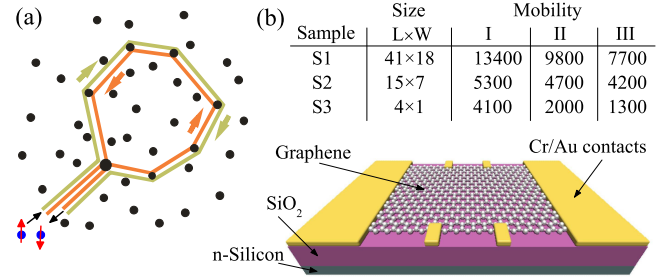 (a)
(b)
Size Mobility
Sample L×W I II III
S1 41×18 13400 9800 7700
S2 15×7 5300 4700 4200
S3 4×1 4100 2000 1300
Graphene
Cr/Au contacts
SiO2
n-Silicon